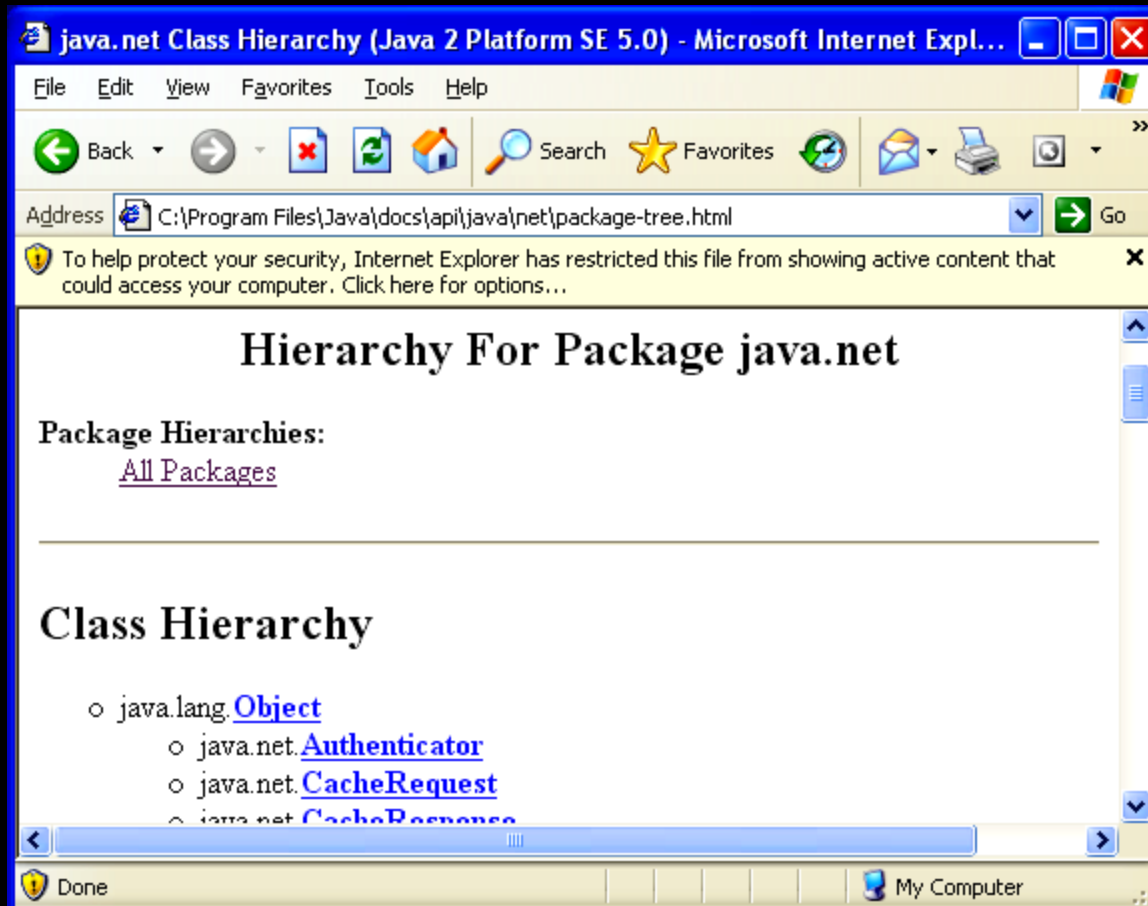 java.net Class Hierarchy (Java 2 Platform SE 5.0) - Microsoft Internet Expl...
File Edit View Favorites Tools Help
Back Search Favorites »
Address C:\Program Files\Java\docs\api\java\net\package-tree.html Go
To help protect your security, Internet Explorer has restricted this file from showing active content that
could access your computer. Click here for options...
Hierarchy For Package java.net
Package Hierarchies:
All Packages
Class Hierarchy
java.lang.Object
java.net.Authenticator
java.net.CacheRequest
java.net.CacheResponse
Done My Computer